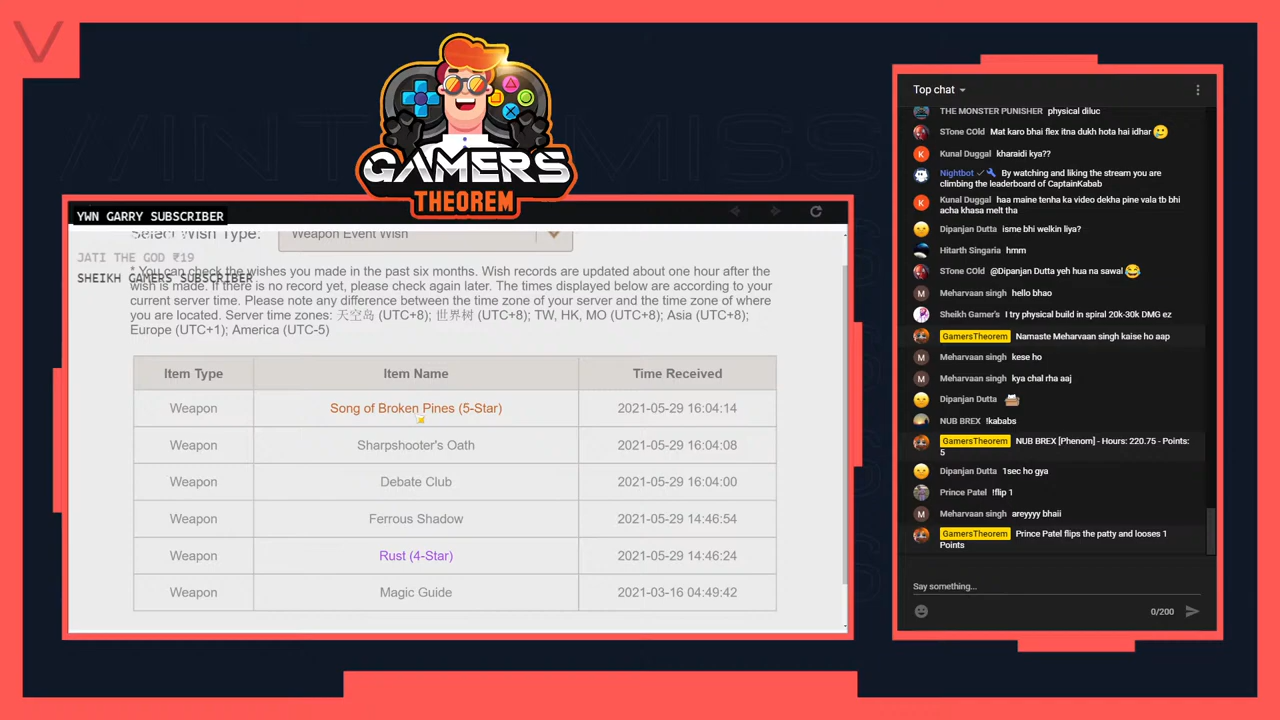 GAMERS
THEOREM
YWN GARRY SUBSCRIBER
Select Wish Type:
Weapon Event Wish
JATI THE GOD ₹19
SHEIKH GAMERS SUBSCRIBER
* You can check the wishes you made in the past six months. Wish records are updated about one hour after the
wish is made. If there is no record yet, please check again later. The times displayed below are according to your
current server time. Please note any difference between the time zone of your server and the time zone of where
you are located. Server time zones: 天空岛 (UTC+8); 世界树 (UTC+8); TW, HK, MO (UTC+8); Asia (UTC+8);
Europe (UTC+1); America (UTC-5)
Item Type Item Name Time Received
Weapon Song of Broken Pines (5-Star) 2021-05-29 16:04:14
Weapon Sharpshooter's Oath 2021-05-29 16:04:08
Weapon Debate Club 2021-05-29 16:04:00
Weapon Ferrous Shadow 2021-05-29 14:46:54
Weapon Rust (4-Star) 2021-05-29 14:46:24
Weapon Magic Guide 2021-03-16 04:49:42
Top chat
THE MONSTER PUNISHER physical diluc
STone COld Mat karo bhai flex itna dukh hota hai idhar
K Kunal Duggal kharaidi kya??
Nightbot By watching and liking the stream you are
climbing the leaderboard of CaptainKabab
K Kunal Duggal haa maine tenha ka video dekha pine vala tb bhi
acha khasa melt tha
Dipanjan Dutta isme bhi welkin liya?
Hitarth Singaria hmm
STone COld @Dipanjan Dutta yeh hua na sawal
M Meharvaan singh hello bhao
Sheikh Gamer's I try physical build in spiral 20k-30k DMG ez
GamersTheorem Namaste Meharvaan singh kaise ho aap
M Meharvaan singh kese ho
M Meharvaan singh kya chal rha aaj
Dipanjan Dutta
NUB BREX !kababs
GamersTheorem NUB BREX [Phenom] - Hours: 220.75 - Points:
5
Dipanjan Dutta 1sec ho gya
Prince Patel !flip 1
M Meharvaan singh areyyyy bhaii
GamersTheorem Prince Patel flips the patty and looses 1
Points
Say something...
0/200